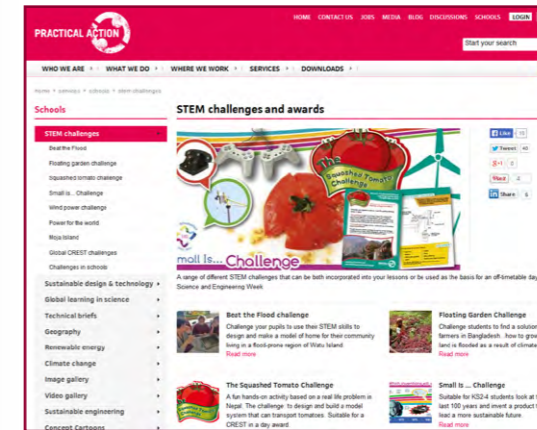 HOME CONTACT US JOBS MEDIA BLOG DISCUSSIONS SCHOOLS LOGIN
PRACTICAL ACTION
Start your search
WHO WE ARE WHAT WE DO WHERE WE WORK SERVICES DOWNLOADS
home > services > schools > stem challenges
Schools
STEM challenges and awards
STEM challenges
Beat the Flood
Floating garden challenge
Squashed tomato challenge
Small is... Challenge
Wind power challenge
Power for the world
Moja Island
Global CREST challenges
Challenges in schools
Sustainable design & technology
Global learning in science
Technical briefs
Geography
Renewable energy
Climate change
Image gallery
Video gallery
Sustainable engineering
Concept Cartoons
The Squashed Tomato Challenge
mall Is... Challenge
Like
Tweet
+1
Share
A range of different STEM challenges that can be both incorporated into your lessons or be used as the basis for an off-timetable day
Science and Engineering Week
Beat the Flood challenge
Challenge your pupils to use their STEM skills to
design and make a model of home for their community
living in a flood-prone region of Watu Island
Read more
Floating Garden Challenge
Challenge students to find a solution
farmers in Bangladesh.. how to grow
land is flooded as a result of climate
Read more
The Squashed Tomato Challenge
A fun hands-on activity based on a real life problem in
Nepal. The challenge: to design and build a model
system that can transport tomatoes. Suitable for a
CREST in a day award
Small Is ... Challenge
Suitable for KS2-4 students look at
last 100 years and invent a product
lead a more sustainable future.
Read more